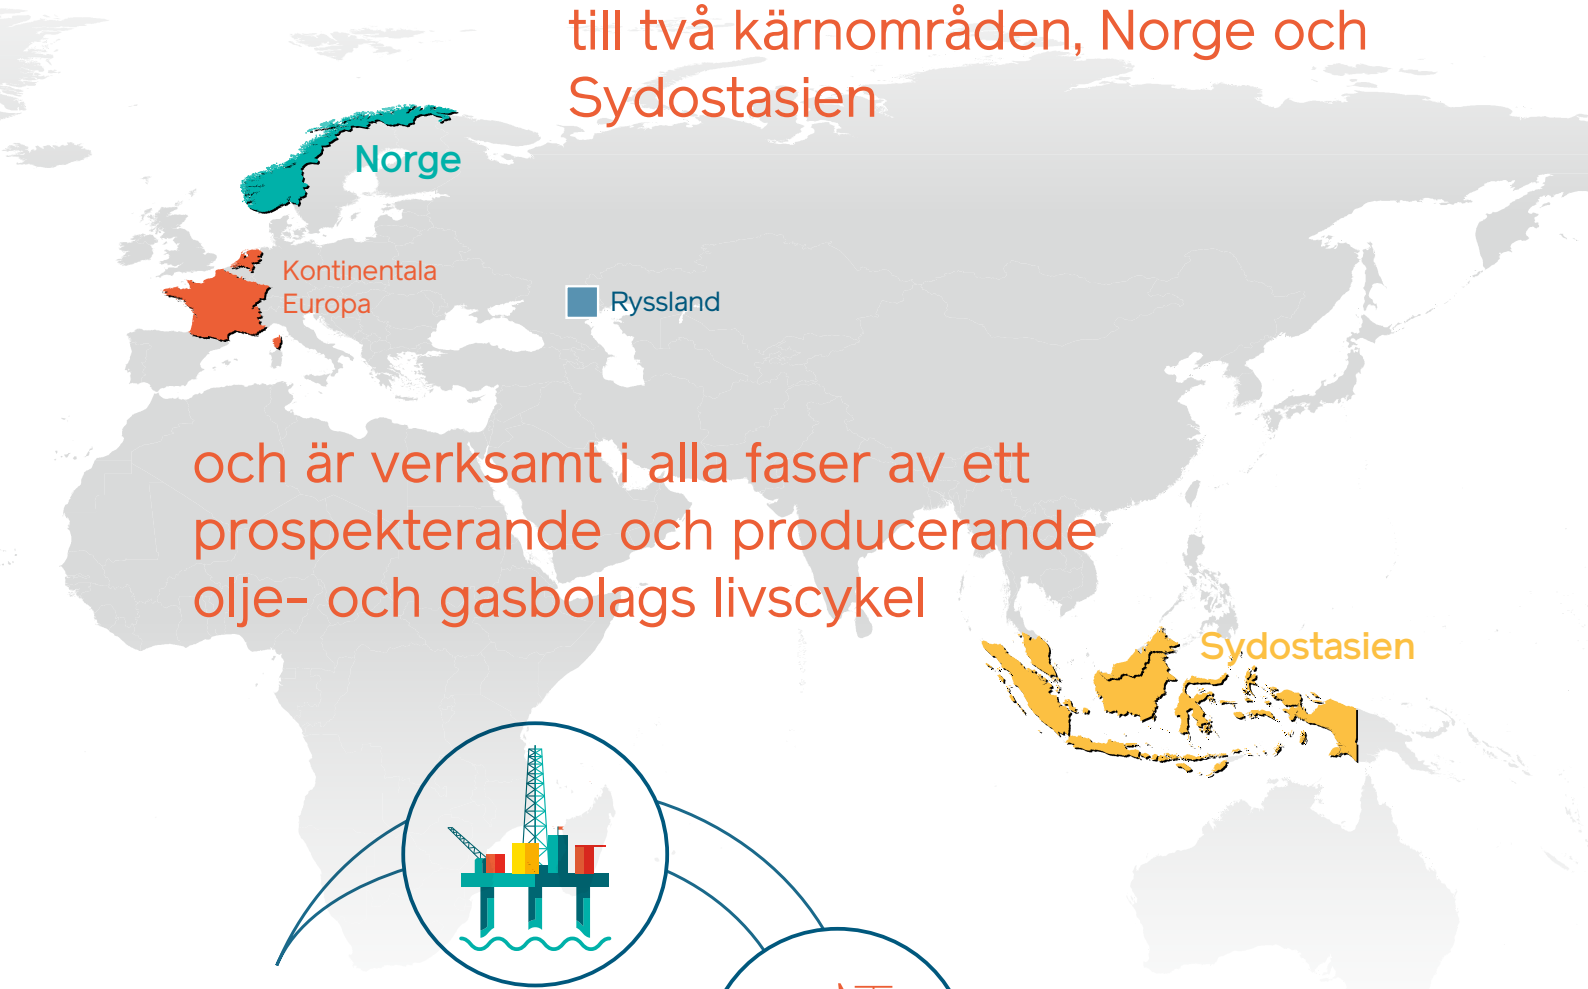 till två kärnområden, Norge och
Sydostasien
Norge
Kontinentala
Europa
Ryssland
och är verksamt i alla faser av ett
prospekterande och producerande
olje- och gasbolags livscykel
Sydostasien